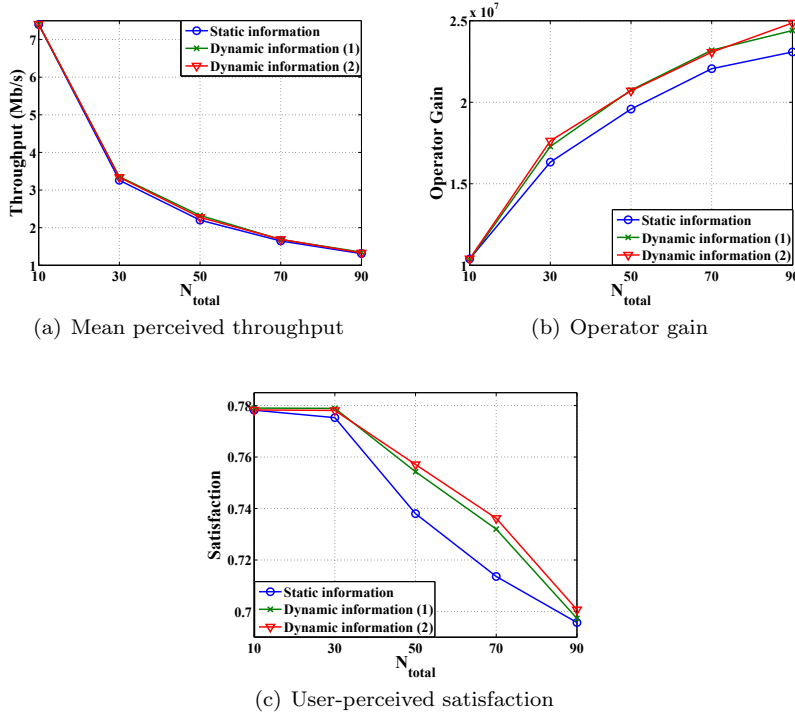 x 10^7
7
6
5
4
3
2
1
Throughput (Mb/s)
Static information
Dynamic information (1)
Dynamic information (2)
10 30 50 70 90
N_total
(a) Mean perceived throughput
2.5
2
1.5
1
Operator Gain
Static information
Dynamic information (1)
Dynamic information (2)
10 30 50 70 90
N_total
(b) Operator gain
0.78
0.76
0.74
0.72
0.7
Satisfaction
Static information
Dynamic information (1)
Dynamic information (2)
10 30 50 70 90
N_total
(c) User-perceived satisfaction